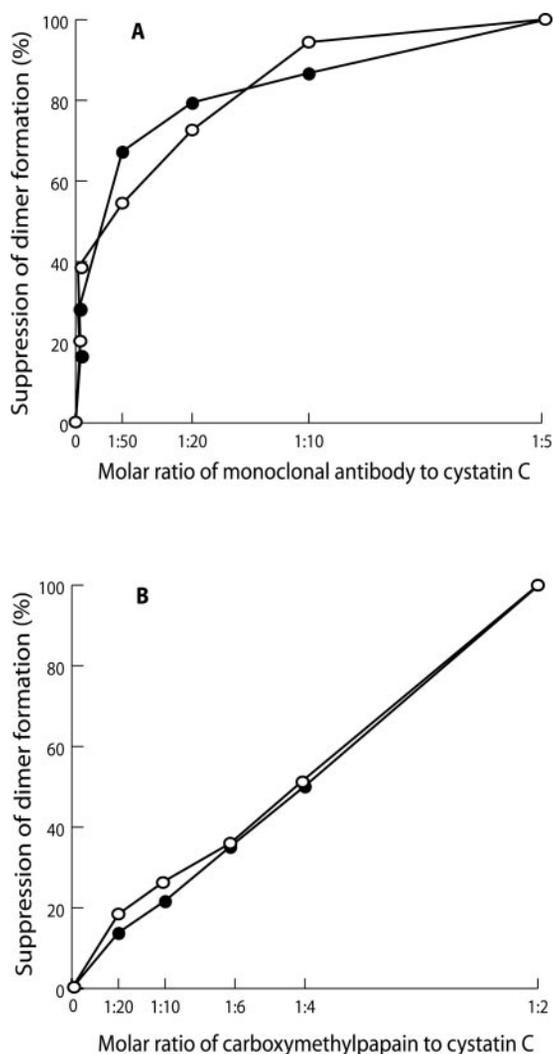 A
Suppression of dimer formation (%)
100
80
60
40
20
0
0 1:50 1:20 1:10 1:5
Molar ratio of monoclonal antibody to cystatin C
B
Suppression of dimer formation (%)
100
80
60
40
20
0
0 1:20 1:10 1:6 1:4 1:2
Molar ratio of carboxymethylpapain to cystatin C